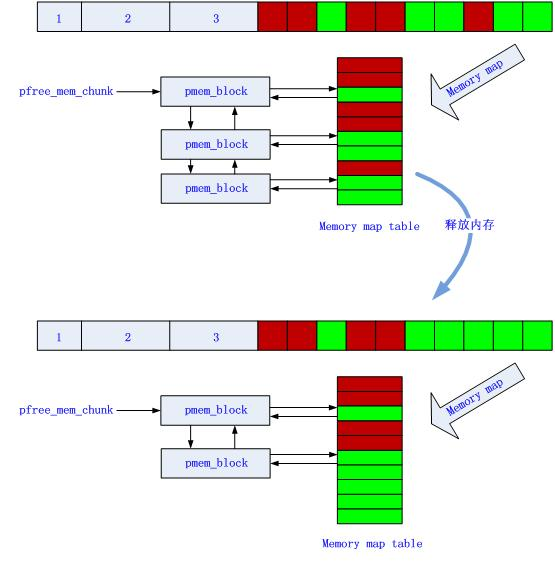 1 2 3
Memory map
pfree_mem_chunk pmem_block
pmem_block
pmem_block
Memory map table 释放内存
1 2 3
Memory map
pfree_mem_chunk pmem_block
pmem_block
Memory map table